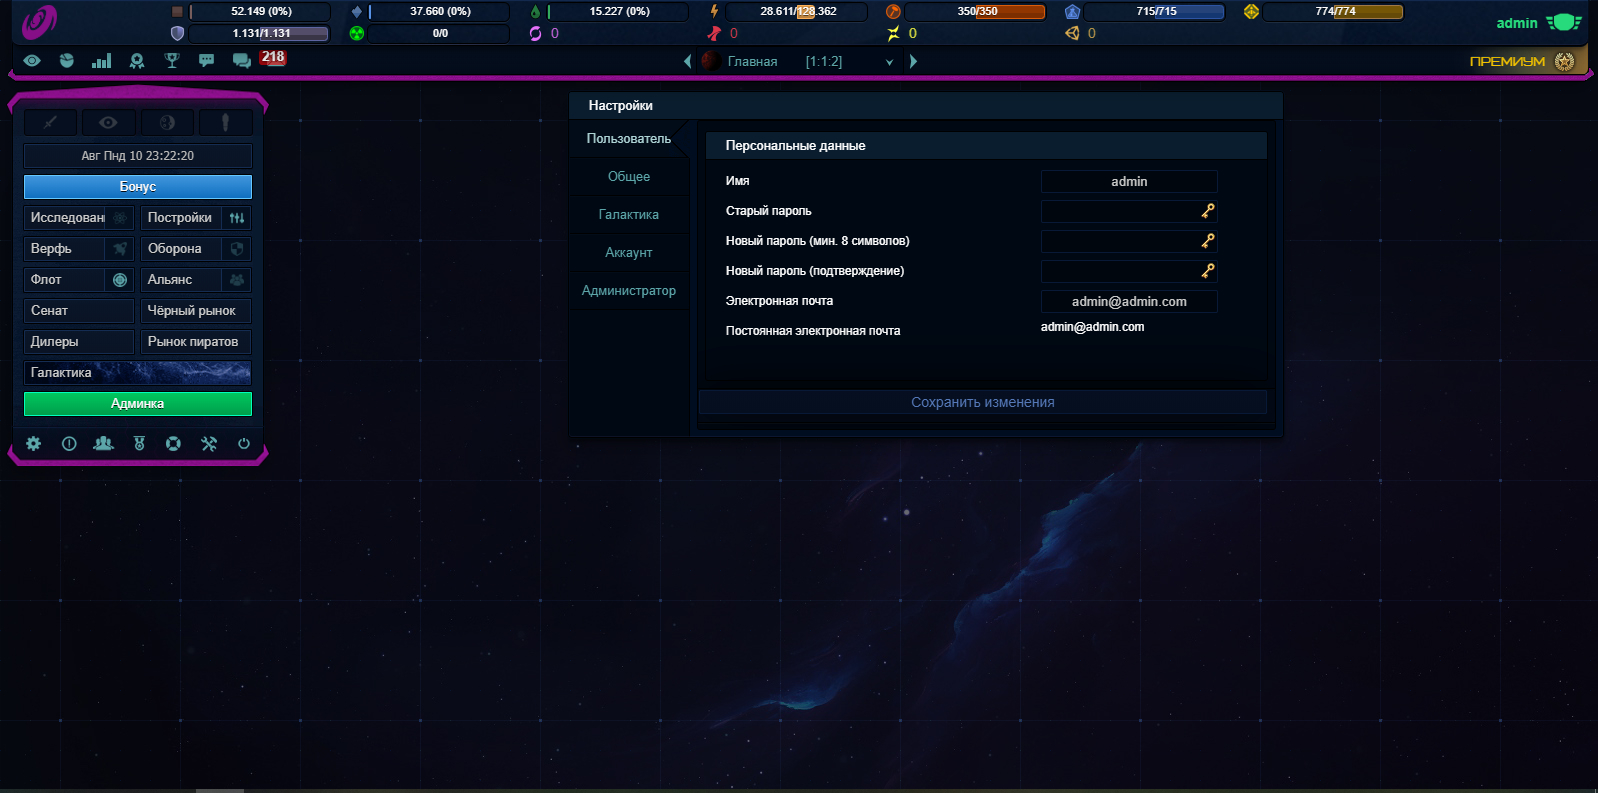 52.149 (0%)
37.660 (0%)
15.227 (0%)
28.611/128.362
350/350
715/715
774/774
1.131/1.131
0/0
0
0
0
0
admin
218
Главная [1:1:2]
ПРЕМИУМ
Авг Пнд 10 23:22:20
Бонус
Исследован
Постройки
Верфь
Оборона
Флот
Альянс
Сенат
Чёрный рынок
Дилеры
Рынок пиратов
Галактика
Админка
Настройки
Пользователь
Общее
Галактика
Аккаунт
Администратор
Персональные данные
Имя
admin
Старый пароль
Новый пароль (мин. 8 символов)
Новый пароль (подтверждение)
Электронная почта
admin@admin.com
Постоянная электронная почта
admin@admin.com
Сохранить изменения